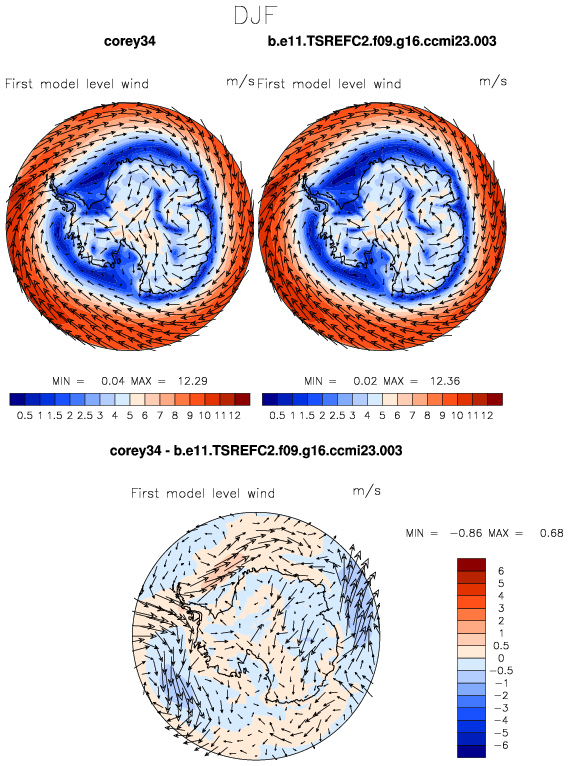 DJF
corey34
b.e11.TSREFC2.f09.g16.ccmi23.003
First model level wind m/s
First model level wind m/s
MIN = 0.04 MAX = 12.29
MIN = 0.02 MAX = 12.36
0.5 1 1.5 2 2.5 3 4 5 6 7 8 9 10 11 12
0.5 1 1.5 2 2.5 3 4 5 6 7 8 9 10 11 12
corey34 - b.e11.TSREFC2.f09.g16.ccmi23.003
First model level wind m/s
MIN = -0.86 MAX = 0.68
6
5
4
3
2
1
0.5
0
-0.5
-1
-2
-3
-4
-5
-6